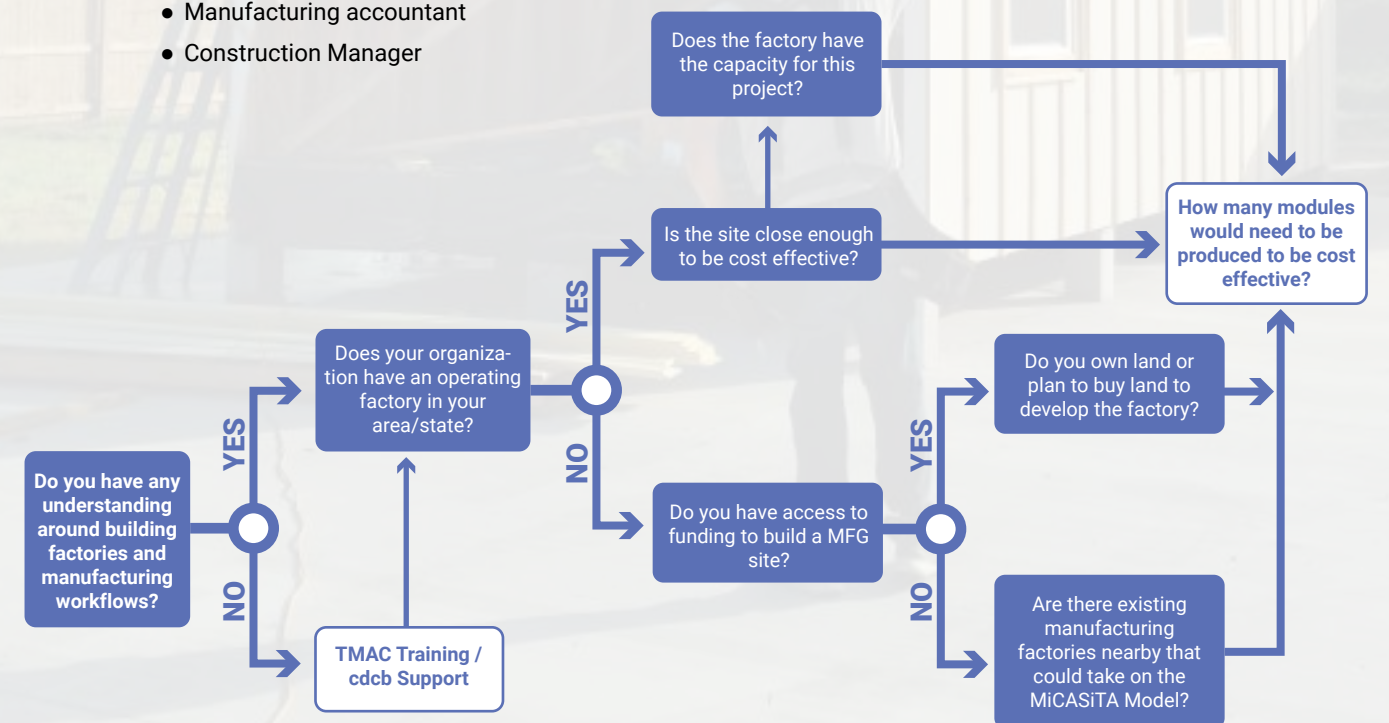 ● Manufacturing accountant
● Construction Manager
Does the factory have
the capacity for this
project?
Is the site close enough
to be cost effective?
How many modules
would need to be
produced to be cost
effective?
YES
Does your organiza-
tion have an operating
factory in your
area/state?
NO
Do you own land or
plan to buy land to
develop the factory?
YES
YES
Do you have any
understanding
around building
factories and
manufacturing
workflows?
NO
Do you have access to
funding to build a MFG
site?
NO
TMAC Training /
cdcb Support
Are there existing
manufacturing
factories nearby that
could take on the
MiCASiTA Model?